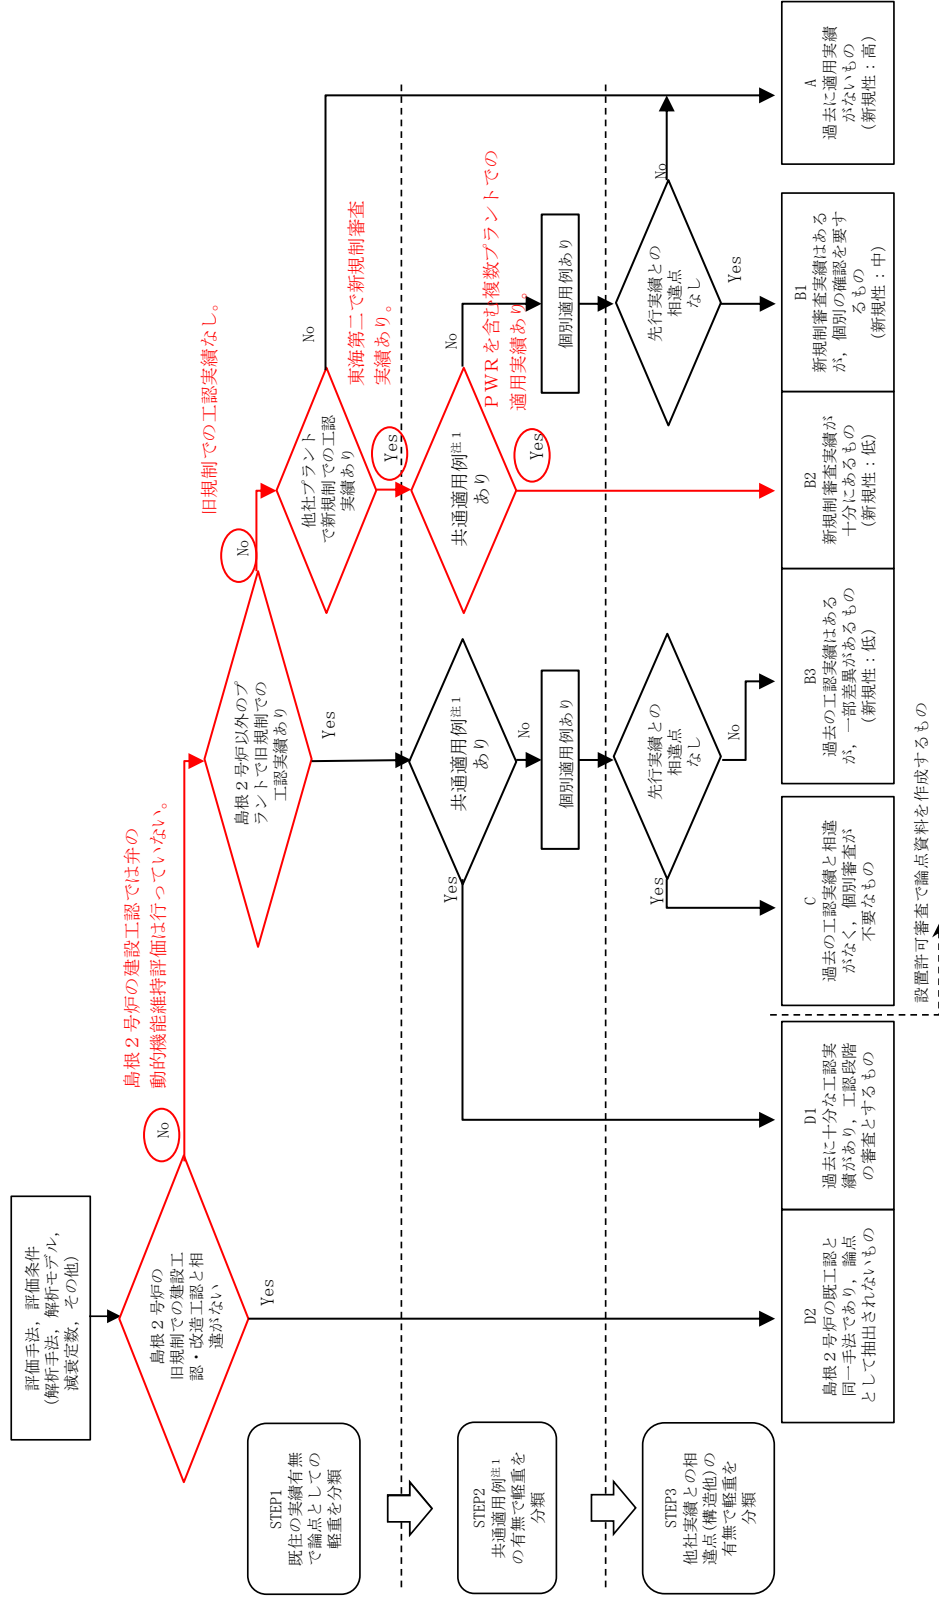 評価手法，評価条件
(解析手法，解析モデル，
減衰定数，その他)
島根２号炉の
旧規制での建設工
認・改造工認と相
違がない
No
Yes
島根２号炉の建設工認では弁の
動的機能維持評価は行っていない。
島根２号炉以外のプ
ラントで旧規制での
工認実績あり
No
Yes
旧規制での工認実績なし。
他社プラント
で新規制での工認
実績あり
No
Yes
東海第二で新規制審査
実績あり。
STEP1
既往の実績有無
で論点としての
軽重を分類
共通適用例注１
あり
Yes
No
個別適用例あり
共通適用例注１
あり
No
Yes
ＰＷＲを含む複数プラントでの
適用実績あり。
個別適用例あり
STEP2
共通適用例注１
の有無で軽重を
分類
先行実績との
相違点
なし
Yes
No
先行実績との
相違点
なし
No
Yes
STEP3
他社実績との相
違点(構造他)の
有無で軽重を
分類
D2
島根２号炉の既工認と
同一手法であり，論点
として抽出されないもの
D1
過去に十分な工認実
績があり，工認段階
の審査とするもの
C
過去の工認実績と相違
がなく，個別審査が
不要なもの
B3
過去の工認実績はある
が，一部差異があるもの
(新規性：低)
B2
新規制審査実績が
十分にあるもの
(新規性：低)
B1
新規制審査実績はある
が，個別の確認を要す
るもの
(新規性：中)
A
過去に適用実績
がないもの
(新規性：高)
設置許可審査で論点資料を作成するもの